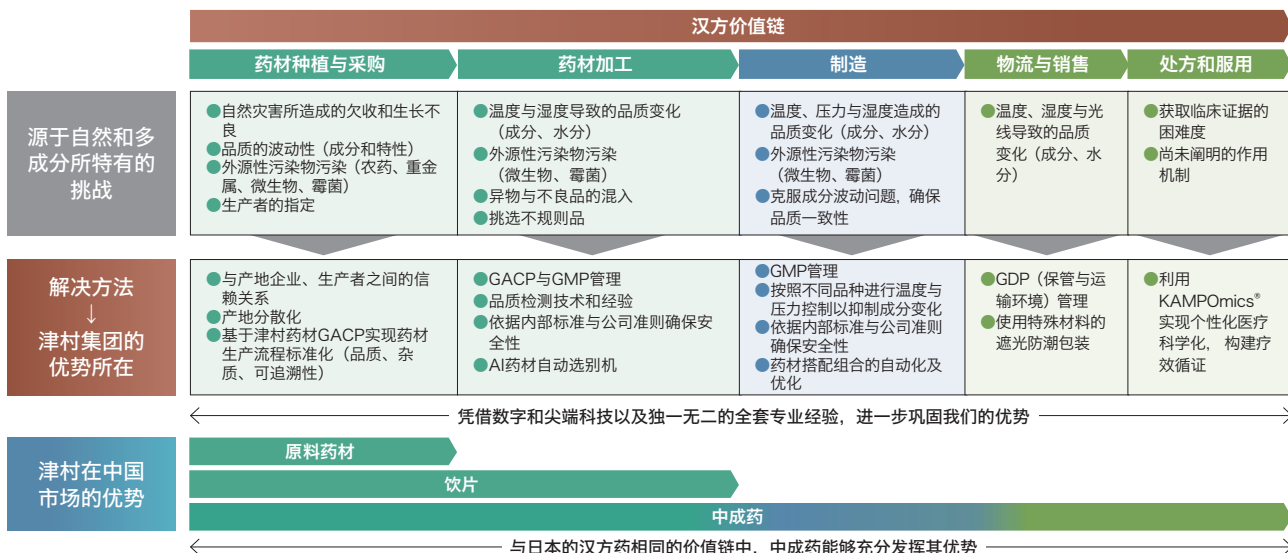 汉方价值链
药材种植与采购
药材加工
制造
物流与销售
处方和服用
源于自然和多
成分所特有的
挑战
●自然灾害所造成的欠收和生长不
良
●品质的波动性（成分和特性）
●外源性污染物污染（农药、重金
属、微生物、霉菌）
●生产者的指定
●温度与湿度导致的品质变化
（成分、水分）
●外源性污染物污染
（微生物、霉菌）
●异物与不良品的混入
●挑选不规则品
●温度、压力与湿度造成的
品质变化（成分、水分）
●外源性污染物污染
（微生物、霉菌）
●克服成分波动问题，确保
品质一致性
●温度、湿度与光
线导致的品质
变化（成分、水
分）
●获取临床证据的
困难度
●尚未阐明的作用
机制
解决方法
↓
津村集团的
优势所在
●与产地企业、生产者之间的信
赖关系
●产地分散化
●基于津村药材GACP实现药材
生产流程标准化（品质、杂
质、可追溯性）
●GACP与GMP管理
●品质检测技术和经验
●依据内部标准与公司准则确保安
全性
●AI药材自动选别机
●GMP管理
●按照不同品种进行温度与
压力控制以抑制成分变化
●依据内部标准与公司准则
确保安全性
●药材搭配组合的自动化及
优化
●GDP（保管与运
输环境）管理
●使用特殊材料的
遮光防潮包装
●利用
KAMPOmics®
实现个性化医疗
科学化，构建疗
效循证
凭借数字和尖端科技以及独一无二的全套专业经验，进一步巩固我们的优势
津村在中国
市场的优势
原料药材
饮片
中成药
与日本的汉方药相同的价值链中，中成药能够充分发挥其优势